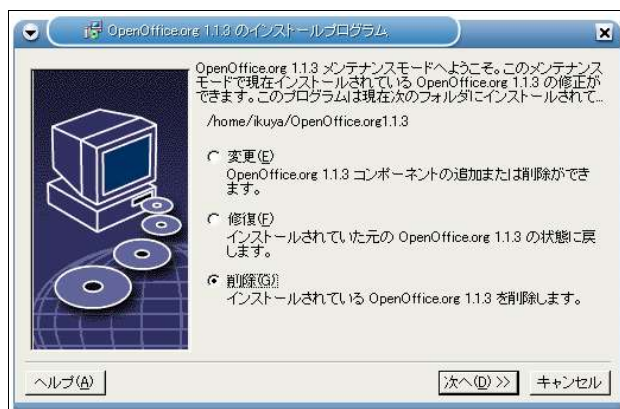 OpenOffice.org 1.1.3 のインストールプログラム
OpenOffice.org 1.1.3 メンテナンスモードへようこそ。このメンテナンス
モードで現在インストールされている OpenOffice.org 1.1.3 の修正が
できます。このプログラムは現在次のフォルダにインストールされて...
/home/ikuya/OpenOffice.org1.1.3
変更(E)
OpenOffice.org 1.1.3 コンポーネントの追加または削除ができ
ます。
修復(F)
インストールされていた元の OpenOffice.org 1.1.3 の状態に戻
します。
削除(G)
インストールされている OpenOffice.org 1.1.3 を削除します。
ヘルプ(A)
次へ(D) >>
キャンセル